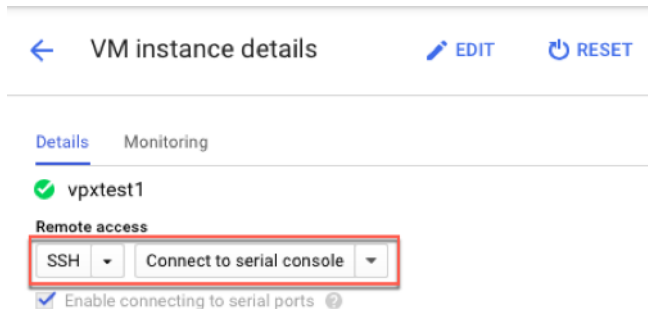 VM instance details EDIT RESET
Details Monitoring
vpxtest1
Remote access
SSH Connect to serial console
Enable connecting to serial ports